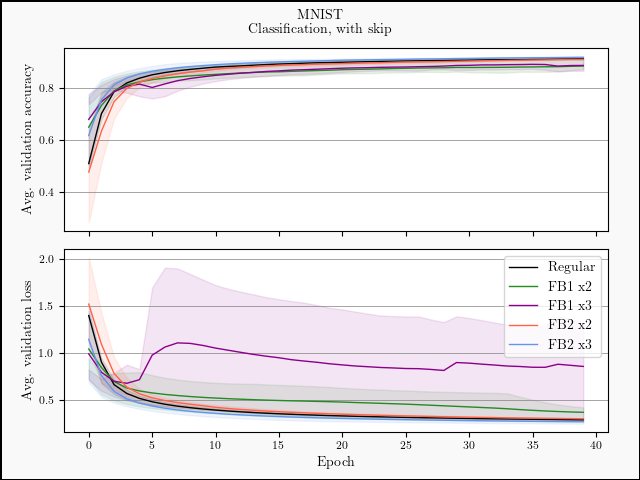 MNIST
Classification, with skip
Avg. validation accuracy
0.8
0.6
0.4
Avg. validation loss
2.0
1.5
1.0
0.5
Regular
FB1 x2
FB1 x3
FB2 x2
FB2 x3
0 5 10 15 20 25 30 35 40
Epoch